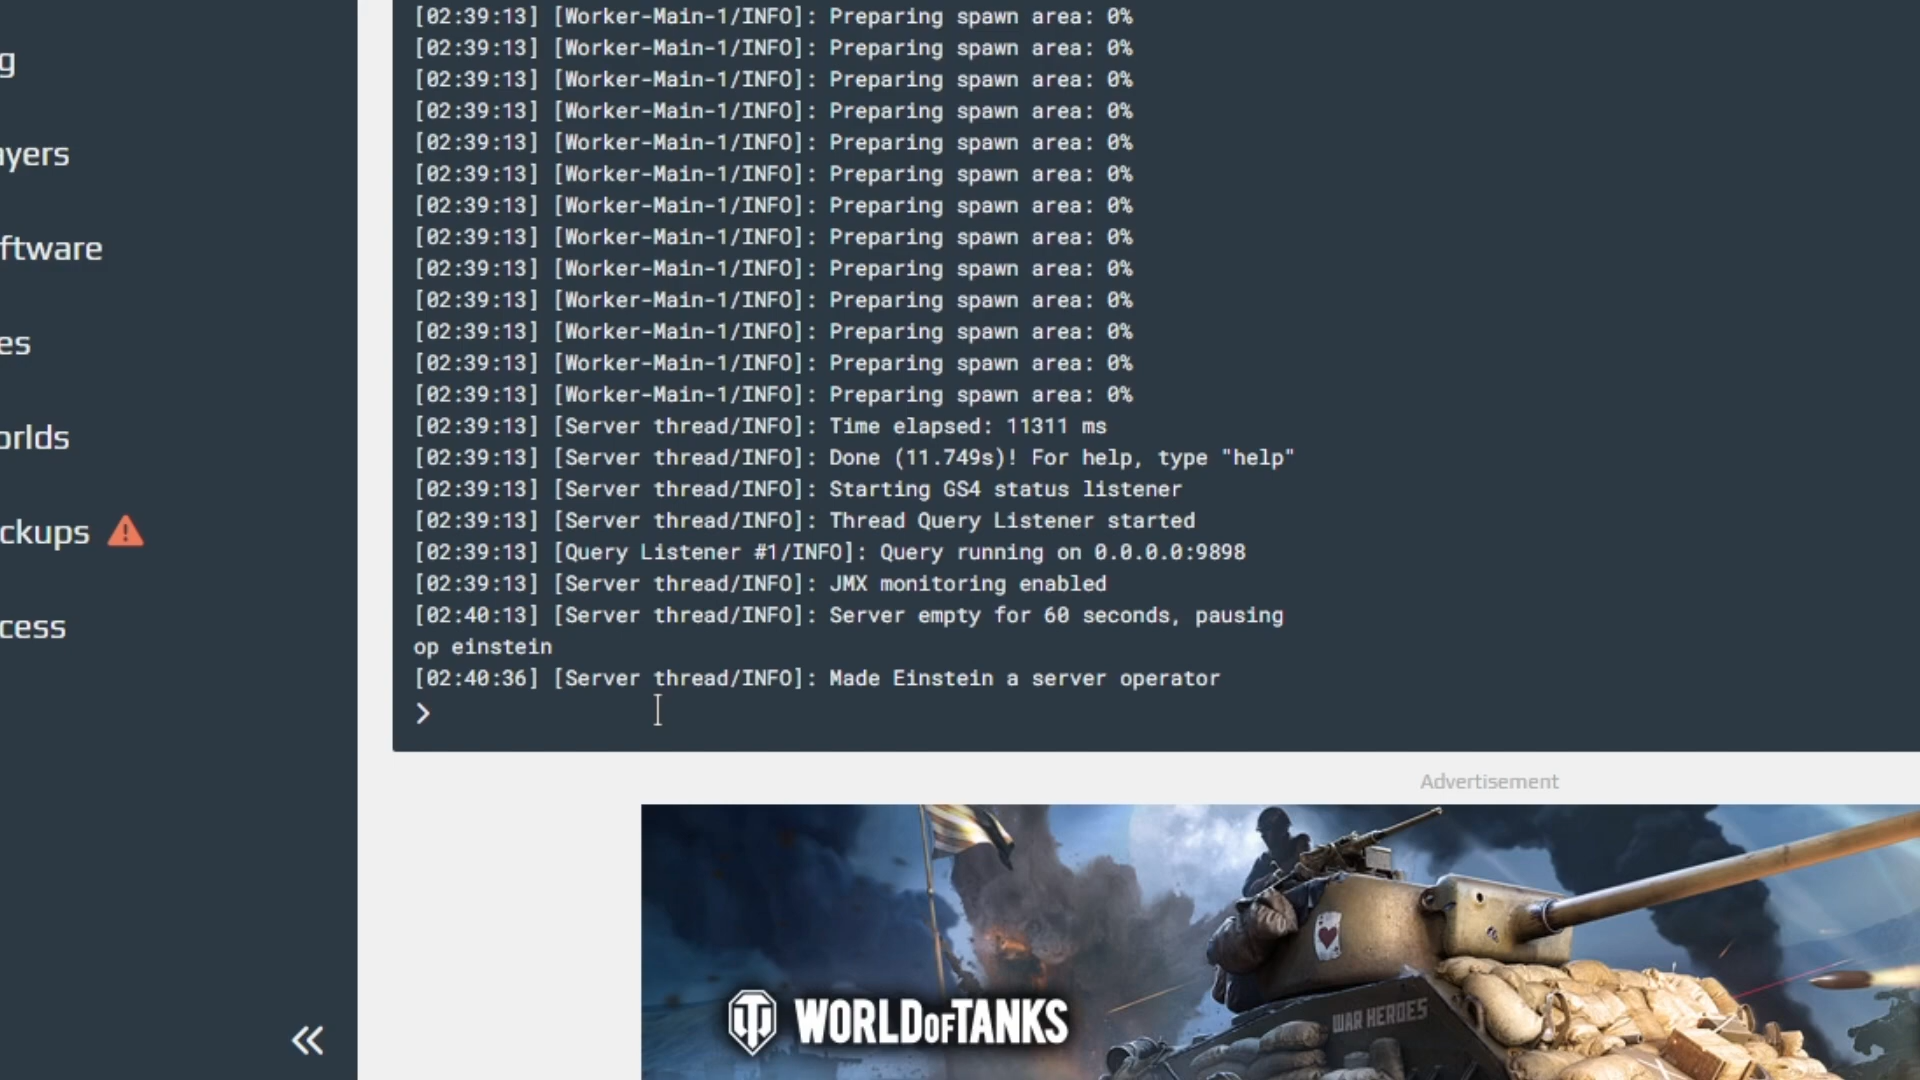 g
ayers
ftware
es
orlds
ckups
cess
[02:39:13] [Worker-Main-1/INFO]: Preparing spawn area: 0%
[02:39:13] [Worker-Main-1/INFO]: Preparing spawn area: 0%
[02:39:13] [Worker-Main-1/INFO]: Preparing spawn area: 0%
[02:39:13] [Worker-Main-1/INFO]: Preparing spawn area: 0%
[02:39:13] [Worker-Main-1/INFO]: Preparing spawn area: 0%
[02:39:13] [Worker-Main-1/INFO]: Preparing spawn area: 0%
[02:39:13] [Worker-Main-1/INFO]: Preparing spawn area: 0%
[02:39:13] [Worker-Main-1/INFO]: Preparing spawn area: 0%
[02:39:13] [Worker-Main-1/INFO]: Preparing spawn area: 0%
[02:39:13] [Worker-Main-1/INFO]: Preparing spawn area: 0%
[02:39:13] [Worker-Main-1/INFO]: Preparing spawn area: 0%
[02:39:13] [Worker-Main-1/INFO]: Preparing spawn area: 0%
[02:39:13] [Worker-Main-1/INFO]: Preparing spawn area: 0%
[02:39:13] [Server thread/INFO]: Time elapsed: 11311 ms
[02:39:13] [Server thread/INFO]: Done (11.749s)! For help, type "help"
[02:39:13] [Server thread/INFO]: Starting GS4 status listener
[02:39:13] [Server thread/INFO]: Thread Query Listener started
[02:39:13] [Query Listener #1/INFO]: Query running on 0.0.0.0:9898
[02:39:13] [Server thread/INFO]: JMX monitoring enabled
[02:40:13] [Server thread/INFO]: Server empty for 60 seconds, pausing
op einstein
[02:40:36] [Server thread/INFO]: Made Einstein a server operator
Advertisement
WORLD OF TANKS
WAR HEROES